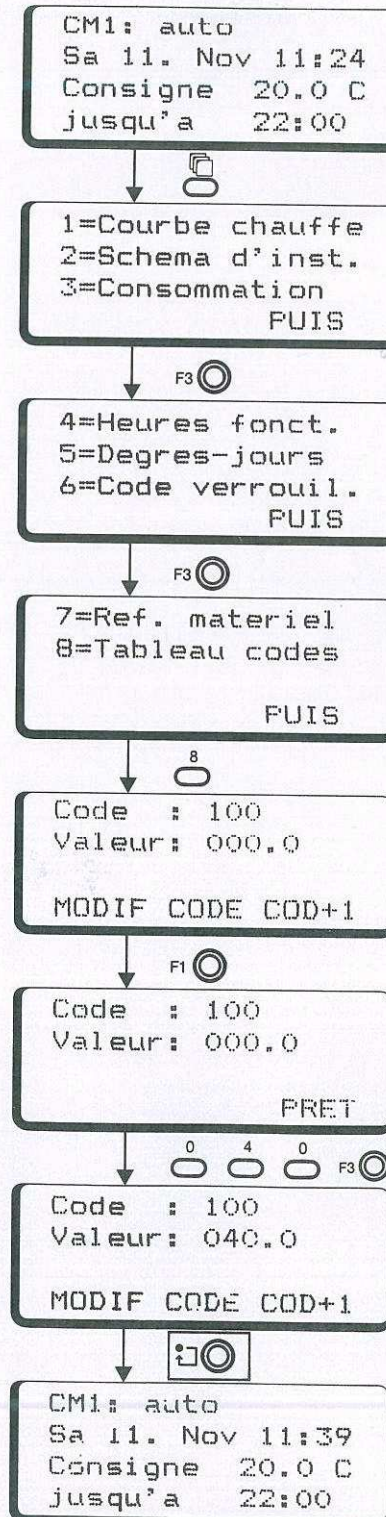 CM1: auto
Sa 11. Nov 11:24
Consigne 20.0 C
jusqu'a 22:00
1=Courbe chauffe
2=Schema d'inst.
3=Consommation
PUIS
F3
4=Heures fonct.
5=Degres-jours
6=Code verrouil.
PUIS
F3
7=Ref. materiel
8=Tableau codes
PUIS
8
Code : 100
Valeur: 000.0
MODIF CODE COD+1
F1
Code : 100
Valeur: 000.0
PRET
0 4 0 F3
Code : 100
Valeur: 040.0
MODIF CODE COD+1
CM1: auto
Sa 11. Nov 11:39
Consigne 20.0 C
jusqu'a 22:00